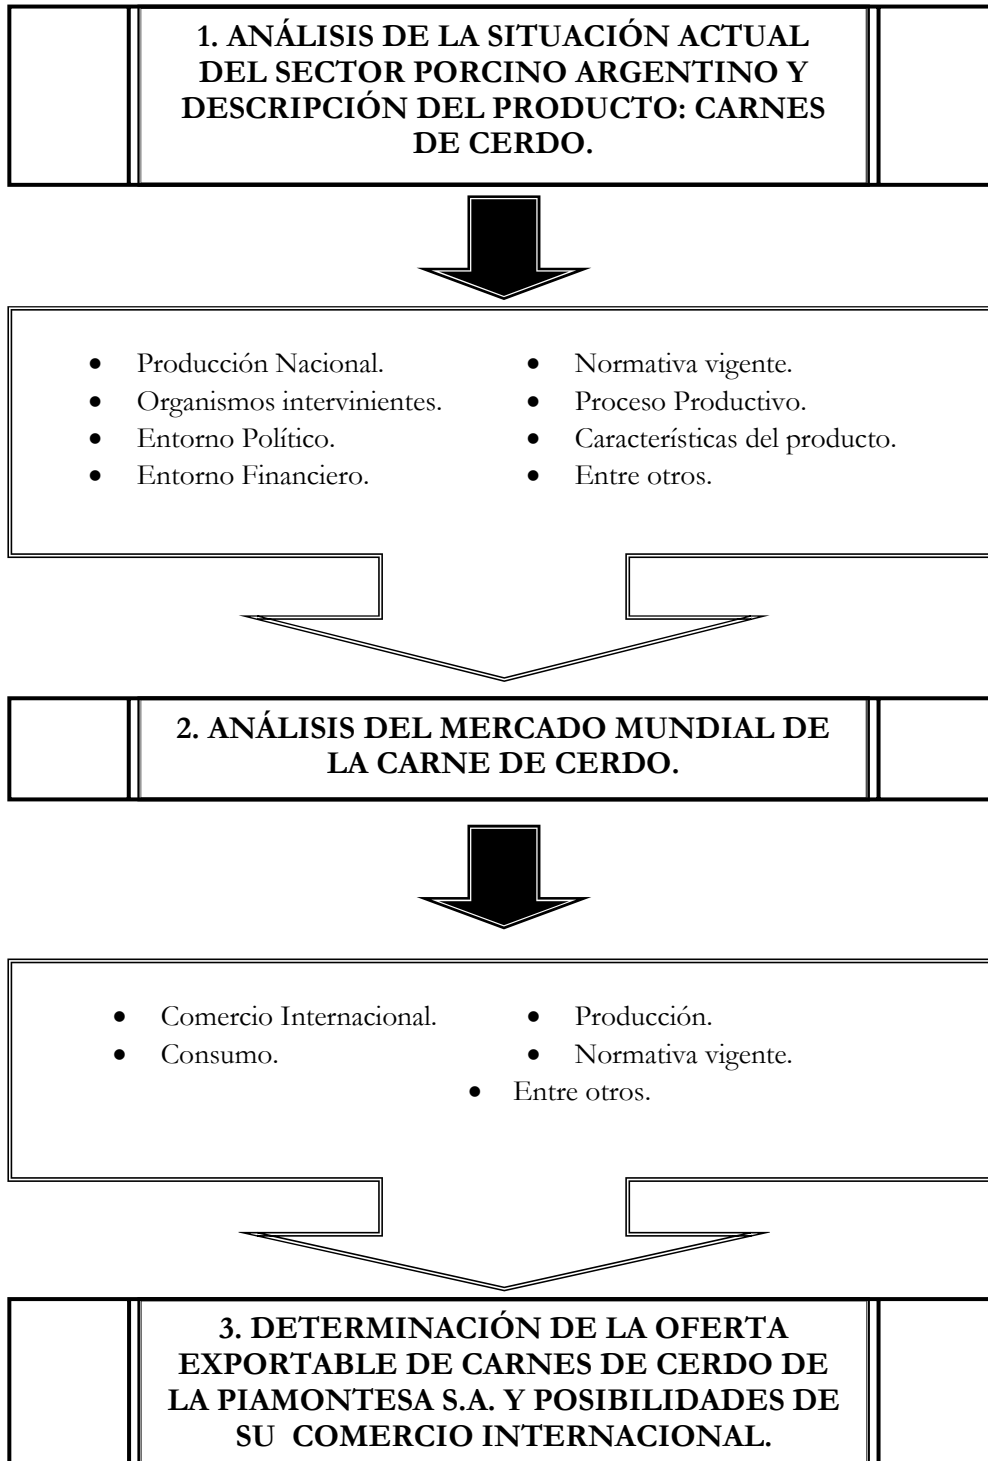 1. ANÁLISIS DE LA SITUACIÓN ACTUAL
DEL SECTOR PORCINO ARGENTINO Y
DESCRIPCIÓN DEL PRODUCTO: CARNES
DE CERDO.
• Producción Nacional.
• Organismos intervinientes.
• Entorno Político.
• Entorno Financiero.
• Normativa vigente.
• Proceso Productivo.
• Características del producto.
• Entre otros.
2. ANÁLISIS DEL MERCADO MUNDIAL DE
LA CARNE DE CERDO.
• Comercio Internacional.
• Consumo.
• Producción.
• Normativa vigente.
• Entre otros.
3. DETERMINACIÓN DE LA OFERTA
EXPORTABLE DE CARNES DE CERDO DE
LA PIAMONTESA S.A. Y POSIBILIDADES DE
SU COMERCIO INTERNACIONAL.